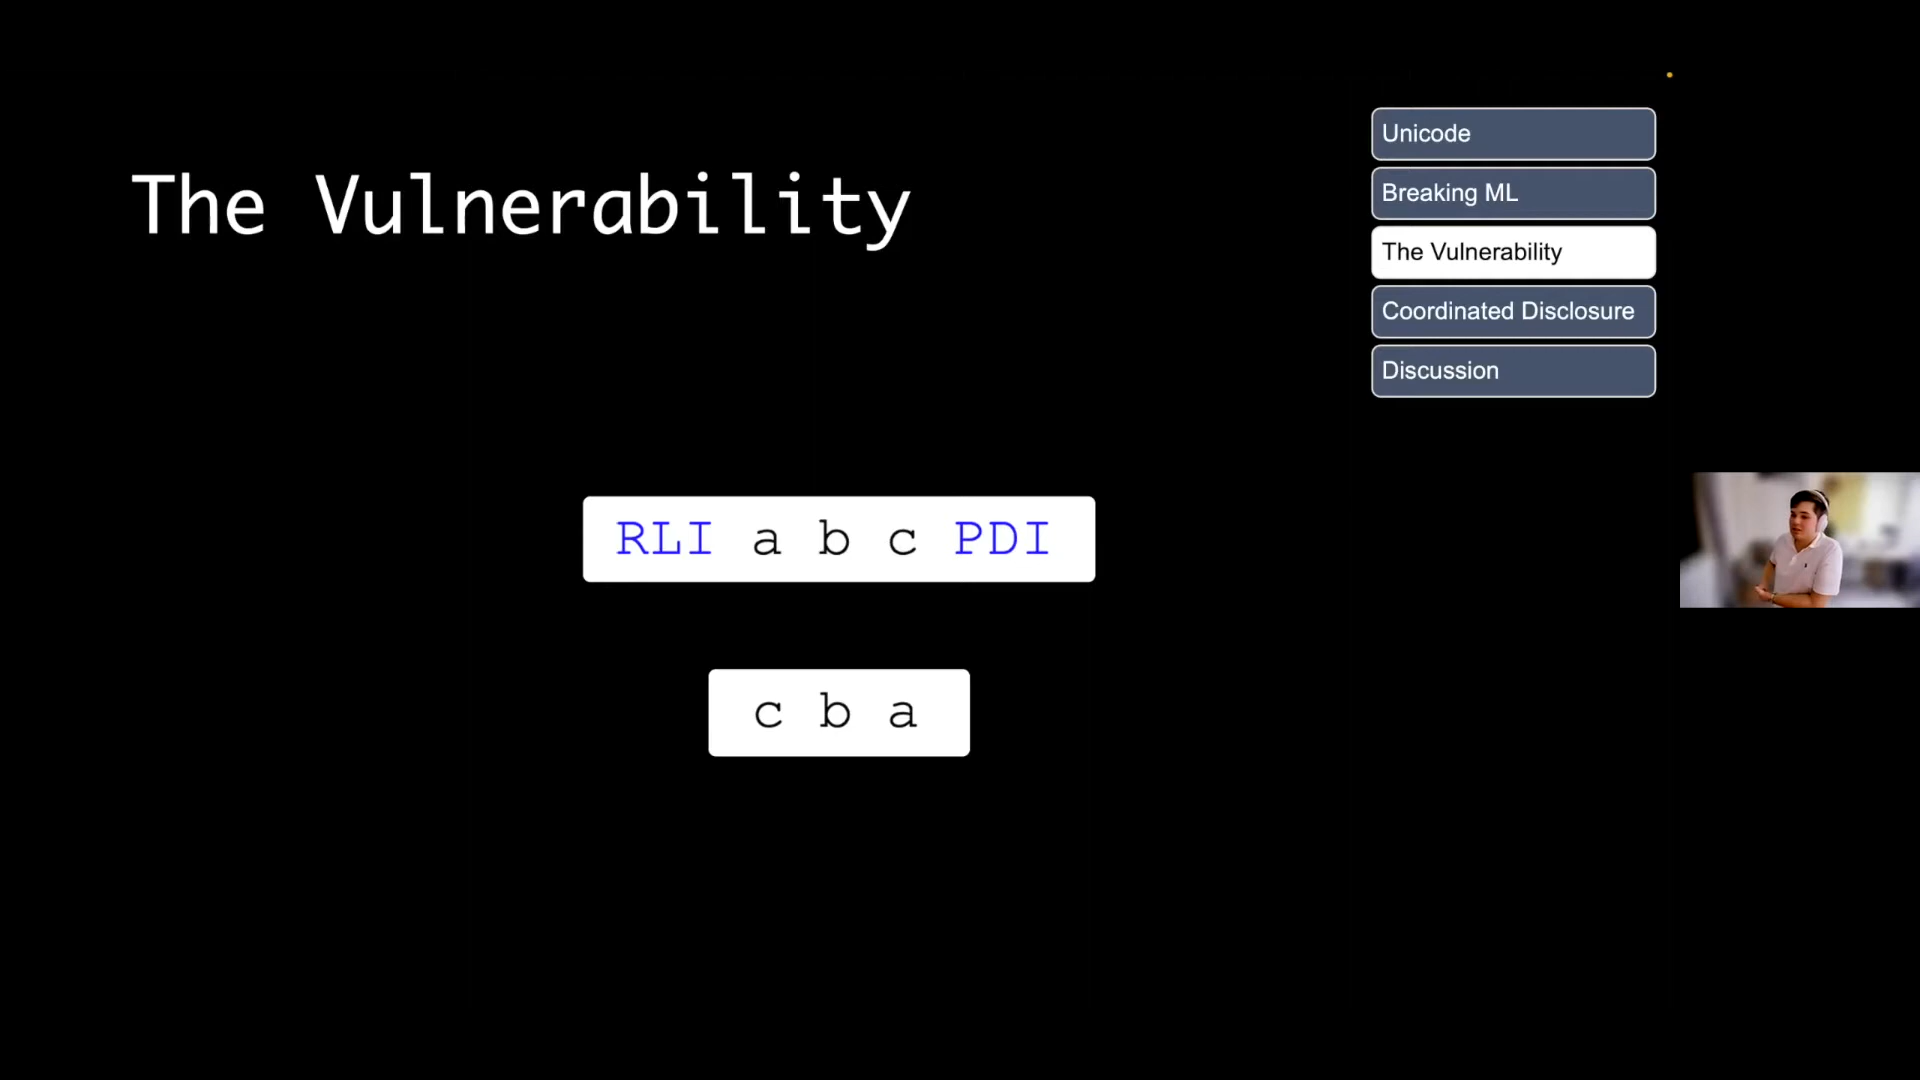 The Vulnerability
Unicode
Breaking ML
The Vulnerability
Coordinated Disclosure
Discussion
RLI a b c PDI
c b a